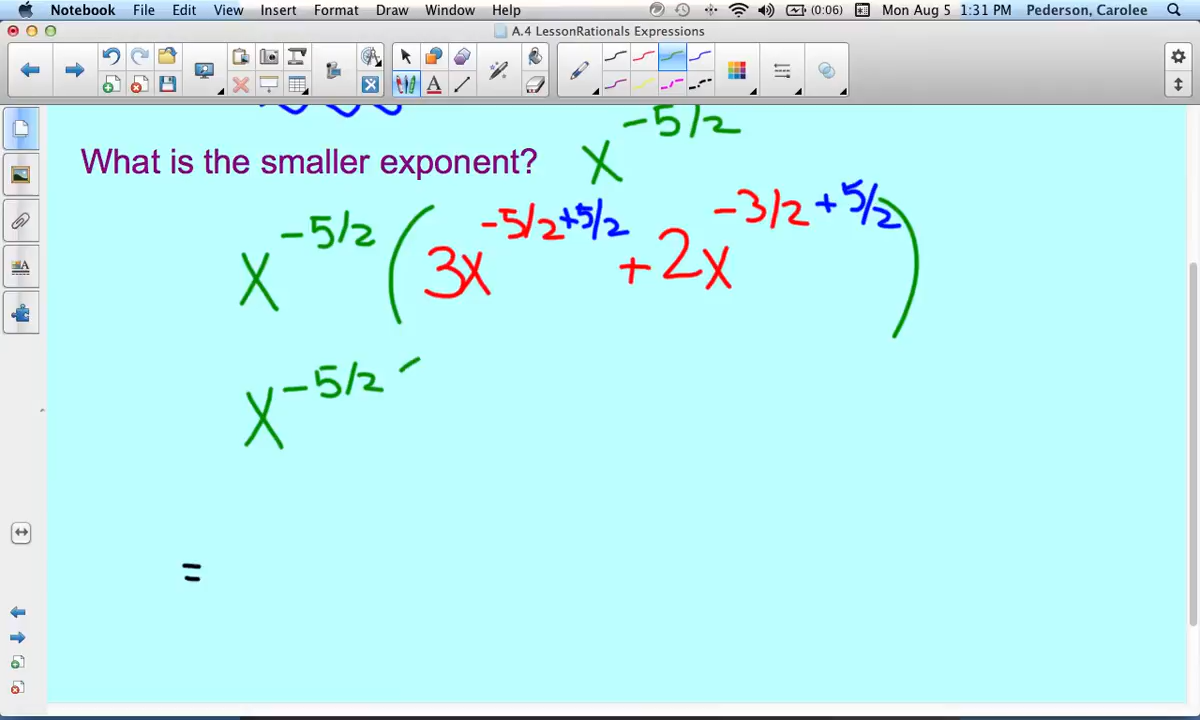 Notebook File Edit View Insert Format Draw Window Help (0:06) Mon Aug 5 1:31 PM Pederson, Carolee
A.4 LessonRationals Expressions
x^{-5/2}
What is the smaller exponent?
x^{-5/2} (3x^{-5/2+5/2} + 2x^{-3/2+5/2})
x^{-5/2}
=